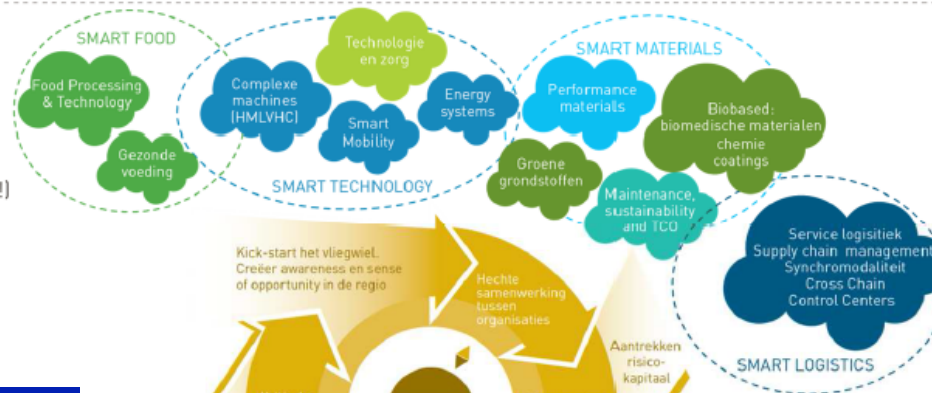 SMART FOOD
Food Processing
& Technology
Gezonde
voeding
Technologie
en zorg
Complexe
machines
(HMLVHC)
Smart
Mobility
Energy
systems
SMART TECHNOLOGY
SMART MATERIALS
Performance
materials
Biobased:
biomedische materialen
chemie
coatings
Groene
grondstoffen
Maintenance,
sustainability
and TCO
Service logisitiek
Supply chain management
Synchromodaliteit
Cross Chain
Control Centers
SMART LOGISTICS
!)
Kick-start het vliegwiel.
Creëer awareness en sense
of opportunity in de regio
Hechte
samenwerking
tussen
organisaties
Aantrekken
risico-
kapitaal